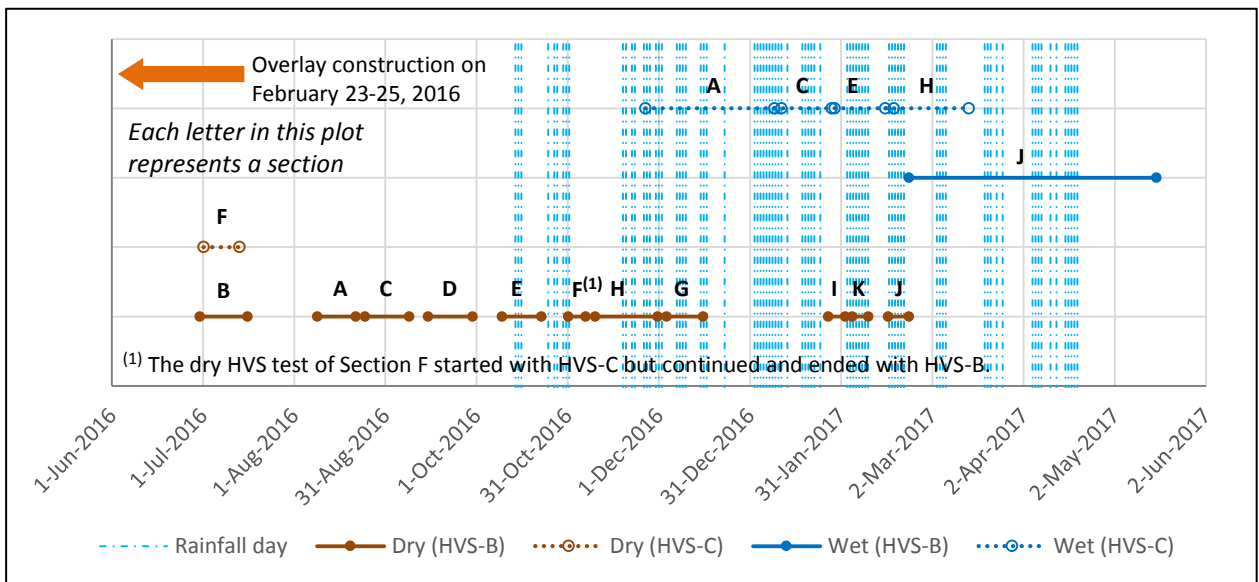 Overlay construction on
February 23-25, 2016
Each letter in this plot
represents a section
A C E H
J
F
B A C D E F(1) H G I K J
(1) The dry HVS test of Section F started with HVS-C but continued and ended with HVS-B.
1-Jun-2016 1-Jul-2016 1-Aug-2016 31-Aug-2016 1-Oct-2016 31-Oct-2016 1-Dec-2016 31-Dec-2016 31-Jan-2017 2-Mar-2017 2-Apr-2017 2-May-2017 2-Jun-2017
Rainfall day Dry (HVS-B) Dry (HVS-C) Wet (HVS-B) Wet (HVS-C)